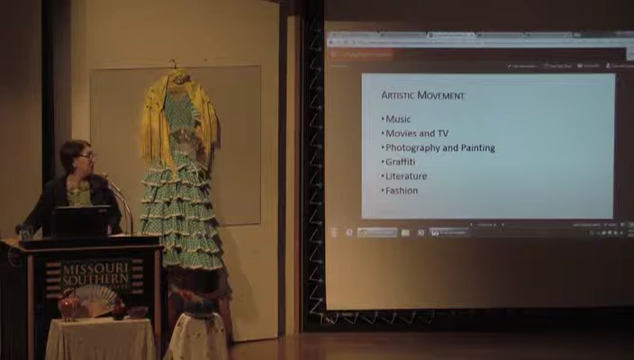 ARTISTIC MOVEMENT
• Music
• Movies and TV
• Photography and Painting
• Graffiti
• Literature
• Fashion
MISSOURI
SOUTHERN